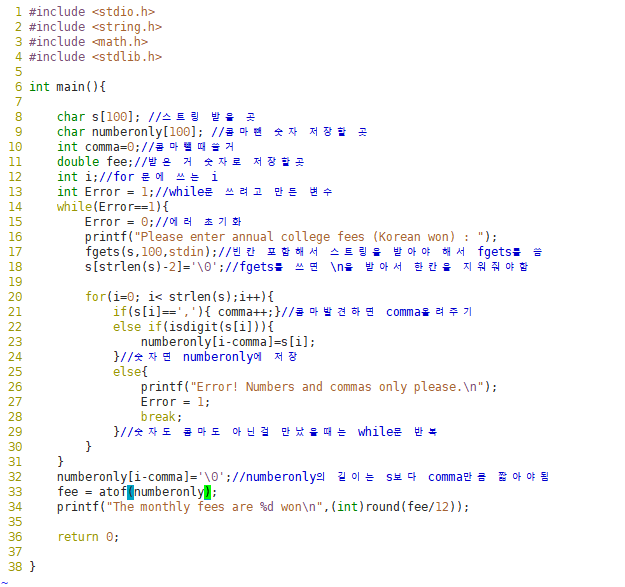 1 #include <stdio.h>
2 #include <string.h>
3 #include <math.h>
4 #include <stdlib.h>
5
6 int main(){
7
8     char s[100]; //스트링 받을 곳
9     char numberonly[100]; //콤마뺀 숫자 저장할 곳
10     int comma=0;//콤마뺄때쓸거
11     double fee;//받은 거 숫자로 저장할곳
12     int i;//for 문에 쓰는 i
13     int Error = 1;//while문 쓰려고 만든 변수
14     while(Error==1){
15         Error = 0;//에러 초기화
16         printf("Please enter annual college fees (Korean won) : ");
17         fgets(s,100,stdin);//빈칸 포함해서 스트링을 받아야 해서 fgets를 씀
18         s[strlen(s)-2]='\0';//fgets를 쓰면 \n을 받아서 한칸을 지워줘야함
19
20         for(i=0; i< strlen(s);i++){
21             if(s[i]==','){ comma++;}//콤마발견하면 comma올려주기
22             else if(isdigit(s[i])){
23                 numberonly[i-comma]=s[i];
24             }//숫자면 numberonly에 저장
25             else{
26                 printf("Error! Numbers and commas only please.\n");
27                 Error = 1;
28                 break;
29             }//숫자도 콤마도 아닌걸 만났을때는 while문 반복
30         }
31     }
32     numberonly[i-comma]='\0';//numberonly의 길이는 s보다 comma만큼 짧아야됨
33     fee = atof(numberonly);
34     printf("The monthly fees are %d won\n",(int)round(fee/12));
35
36     return 0;
37
38 }
~